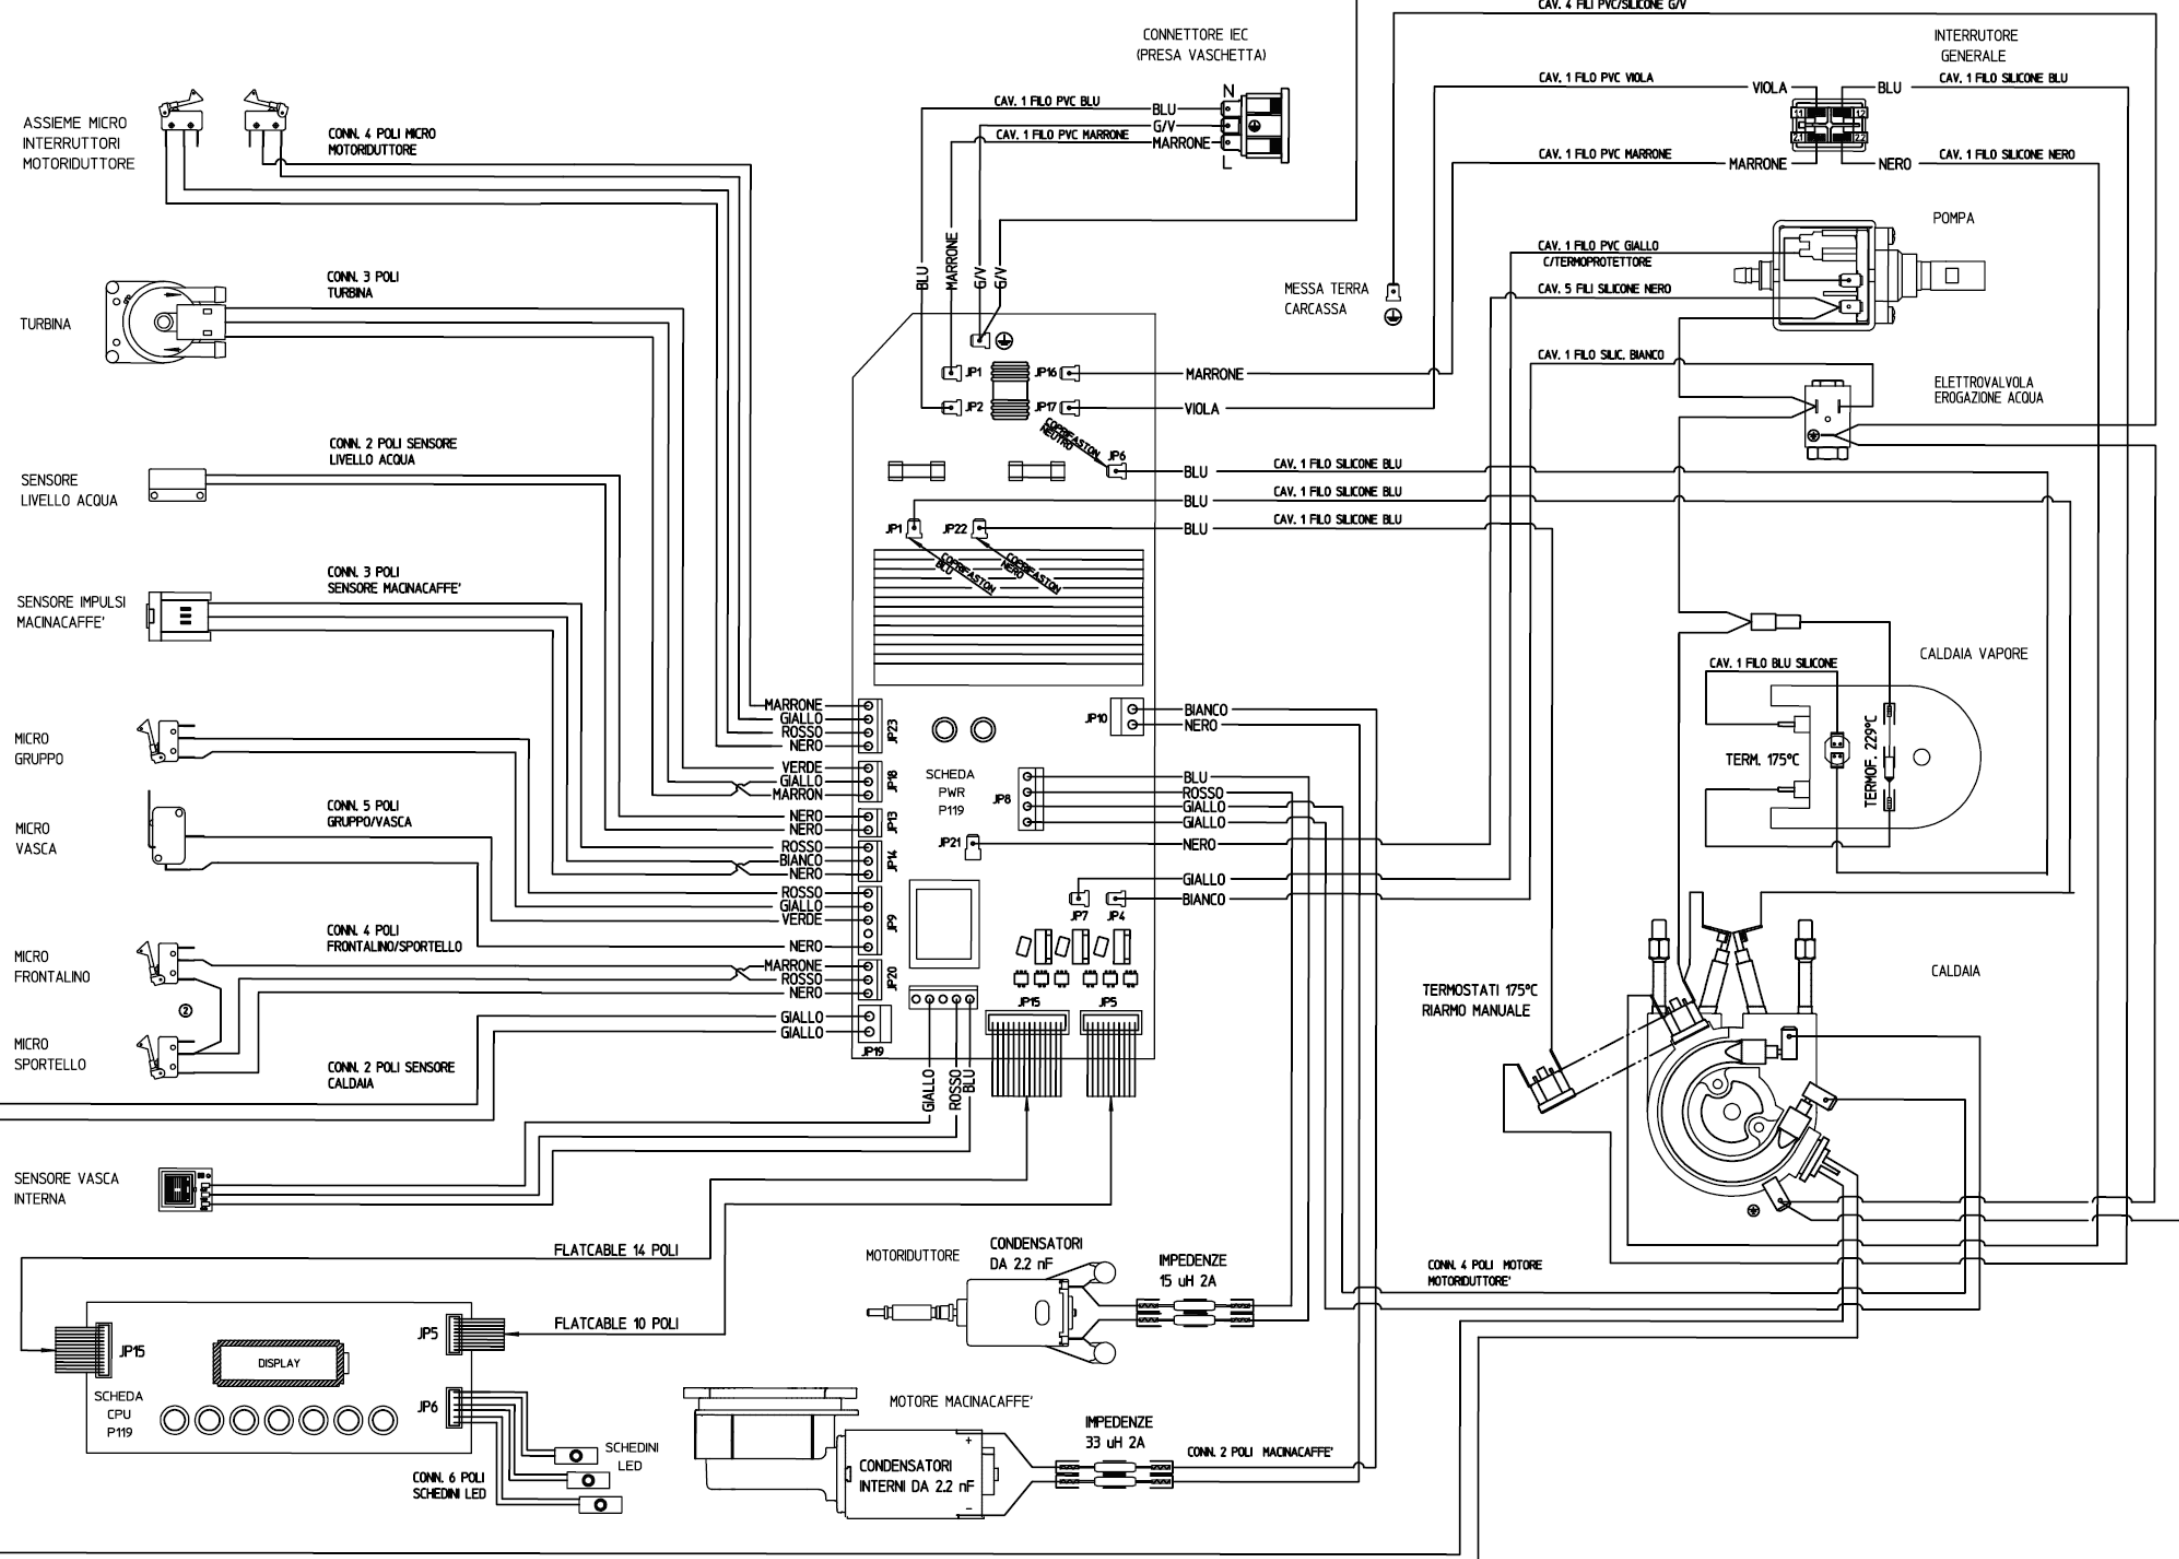 CAV. 4 FILI PVC/SILICONE G/V
CONNETTORE IEC
(PRESA VASCHETTA)
INTERRUTORE
GENERALE
CAV. 1 FILO PVC VIOLA
VIOLA
BLU
CAV. 1 FILO SILICONE BLU
11
12
21
22
CAV. 1 FILO PVC MARRONE
MARRONE
NERO
CAV. 1 FILO SILICONE NERO
CAV. 1 FILO PVC BLU
BLU
N
G/V
CAV. 1 FILO PVC MARRONE
MARRONE
L
ASSIEME MICRO
INTERRUTTORI
MOTORIDUTTORE
CONN. 4 POLI MICRO
MOTORIDUTTORE
BLU
MARRONE
G/V
G/V
POMPA
CAV. 1 FILO PVC GIALLO
C/TERMOPROTETTORE
CAV. 5 FILI SILICONE NERO
MESSA TERRA
CARCASSA
TURBINA
CONN. 3 POLI
TURBINA
CAV. 1 FILO SILIC. BIANCO
ELETTROVALVOLA
EROGAZIONE ACQUA
JP1
JP16
MARRONE
JP2
JP17
VIOLA
COPRIFASTON
NEUTRO
JP6
BLU
CAV. 1 FILO SILICONE BLU
BLU
CAV. 1 FILO SILICONE BLU
JP1
JP22
BLU
CAV. 1 FILO SILICONE BLU
COPRIFASTON
BLU
COPRIFASTON
NERO
SENSORE
LIVELLO ACQUA
CONN. 2 POLI SENSORE
LIVELLO ACQUA
SENSORE IMPULSI
MACINACAFFE'
CONN. 3 POLI
SENSORE MACINACAFFE'
CALDAIA VAPORE
CAV. 1 FILO BLU SILICONE
TERM. 175°C
TERMOF. 229°C
MICRO
GRUPPO
MARRONE
GIALLO
ROSSO
NERO
JP23
VERDE
GIALLO
MARRON
JP18
NERO
NERO
JP13
ROSSO
BIANCO
NERO
JP14
ROSSO
GIALLO
VERDE
NERO
JP9
MARRONE
ROSSO
NERO
JP20
GIALLO
GIALLO
JP19
SCHEDA
PWR
P119
JP10
BIANCO
NERO
JP8
BLU
ROSSO
GIALLO
GIALLO
JP21
NERO
GIALLO
BIANCO
JP7
JP4
JP15
JP5
MICRO
VASCA
CONN. 5 POLI
GRUPPO/VASCA
MICRO
FRONTALINO
CONN. 4 POLI
FRONTALINO/SPORTELLO
2
MICRO
SPORTELLO
CONN. 2 POLI SENSORE
CALDAIA
CALDAIA
TERMOSTATI 175°C
RIARMO MANUALE
GIALLO
ROSSO
BLU
SENSORE VASCA
INTERNA
FLATCABLE 14 POLI
FLATCABLE 10 POLI
MOTORIDUTTORE
CONDENSATORI
DA 2.2 nF
IMPEDENZE
15 uH 2A
CONN. 4 POLI MOTORE
MOTORIDUTTORE'
JP15
JP5
DISPLAY
SCHEDA
CPU
P119
JP6
SCHEDINI
LED
CONN. 6 POLI
SCHEDINI LED
MOTORE MACINACAFFE'
+
CONDENSATORI
INTERNI DA 2.2 nF
-
IMPEDENZE
33 uH 2A
CONN. 2 POLI MACINACAFFE'